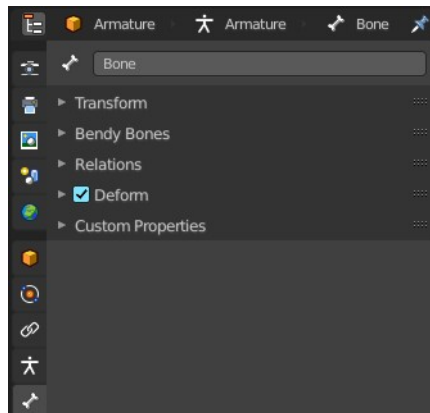 Armature Armature Bone
Bone
Transform
Bendy Bones
Relations
Deform
Custom Properties